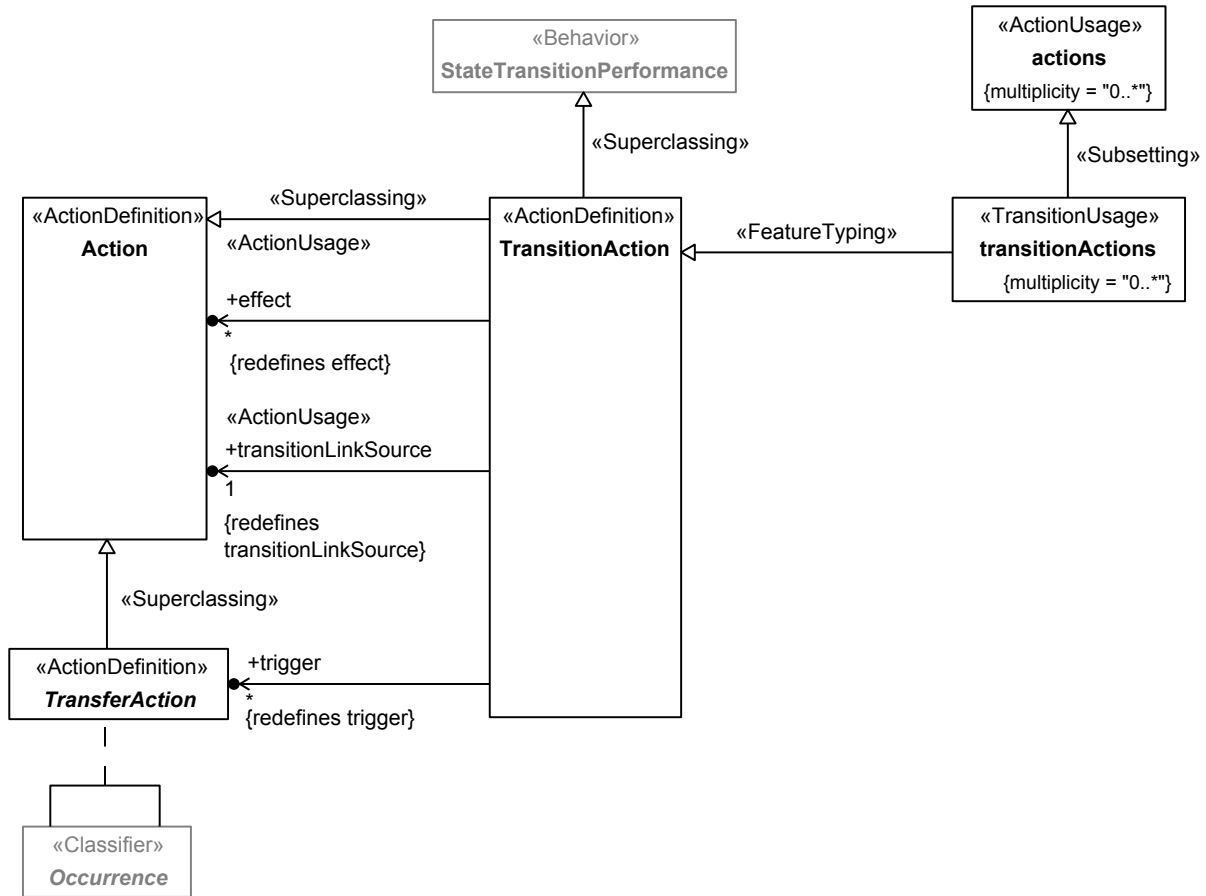 «Behavior»
StateTransitionPerformance
«ActionUsage»
actions
{multiplicity = "0..*"}
«Superclassing»
«Subsetting»
«ActionDefinition»
Action
«Superclassing»
«ActionUsage»
«ActionDefinition»
TransitionAction
«FeatureTyping»
«TransitionUsage»
transitionActions
{multiplicity = "0..*"}
+effect
*
{redefines effect}
«ActionUsage»
+transitionLinkSource
1
{redefines
transitionLinkSource}
«Superclassing»
«ActionDefinition»
TransferAction
+trigger
*
{redefines trigger}
«Classifier»
Occurrence